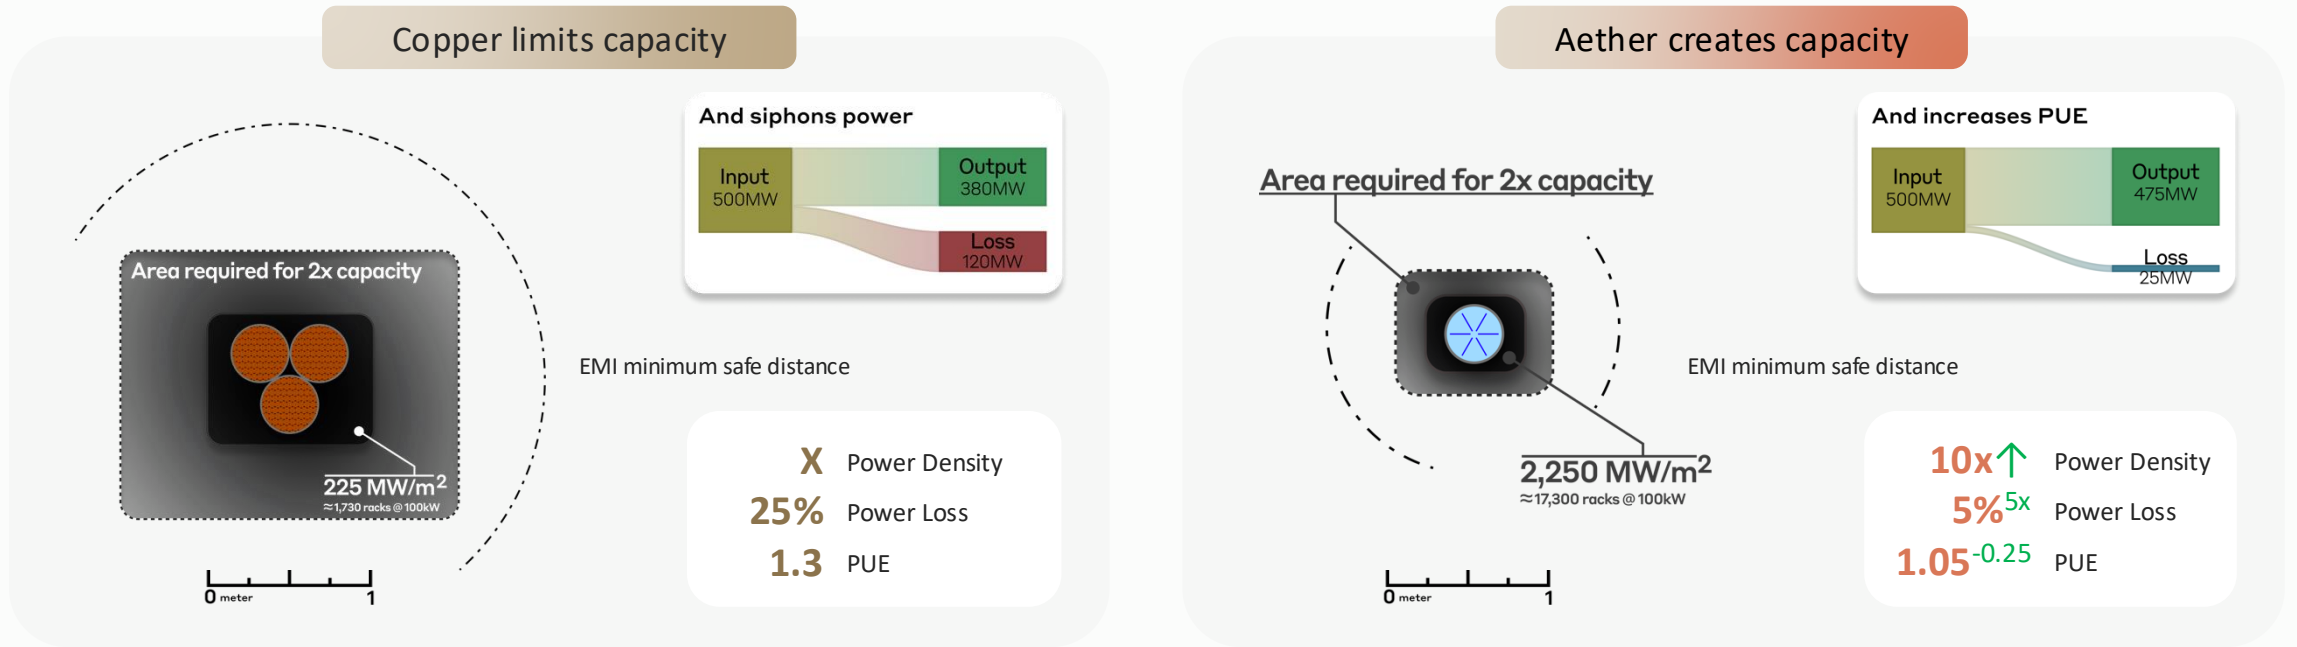 Copper limits capacity
And siphons power
Input
500MW
Output
380MW
Loss
120MW
Area required for 2x capacity
225 MW/m²
≈1,730 racks @ 100kW
EMI minimum safe distance
0 meter 1
X Power Density
25% Power Loss
1.3 PUE
Aether creates capacity
And increases PUE
Input
500MW
Output
475MW
Loss
25MW
Area required for 2x capacity
EMI minimum safe distance
2,250 MW/m²
≈17,300 racks @ 100kW
0 meter 1
10x↑ Power Density
5% 5x Power Loss
1.05 -0.25 PUE